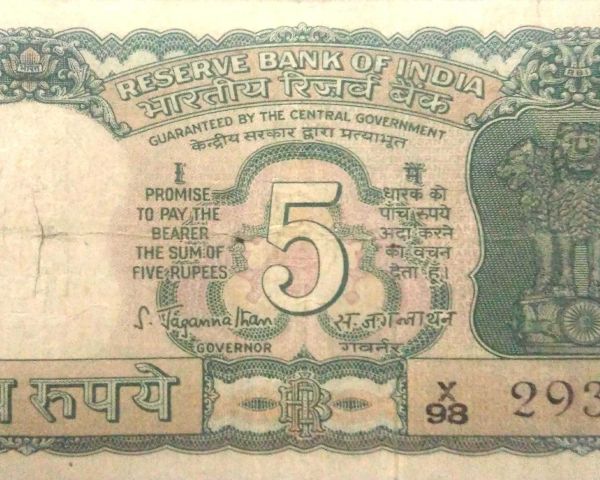 RESERVE BANK OF INDIA
भारतीय रिज़र्व बैंक
GUARANTEED BY THE CENTRAL GOVERNMENT
केन्द्रीय सरकार द्वारा प्रत्याभूत
I
PROMISE
TO PAY THE
BEARER
THE SUM OF
FIVE RUPEES
5
मैं
धारक को
पाँच रुपये
अदा करने
का वचन
देता हूँ।
S. Jagannathan
स. जगन्नाथन
GOVERNOR
गवर्नर
रुपये
X
98
293